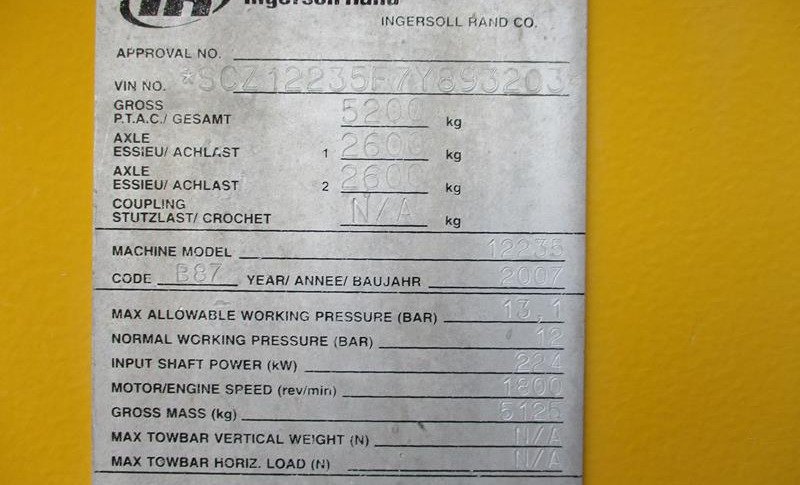 Ingersoll Rand
INGERSOLL RAND CO.
APPROVAL NO.
VIN NO. *SCZ12235F7Y893203*
GROSS
P.T.A.C./ GESAMT 5200 kg
AXLE
ESSIEU/ ACHLAST 1 2600 kg
AXLE
ESSIEU/ ACHLAST 2 2600 kg
COUPLING
STUTZLAST/ CROCHET N/A kg
MACHINE MODEL 12235
CODE B87 YEAR/ ANNEE/ BAUJAHR 2007
MAX ALLOWABLE WORKING PRESSURE (BAR) 13,1
NORMAL WORKING PRESSURE (BAR) 12
INPUT SHAFT POWER (kW) 224
MOTOR/ENGINE SPEED (rev/min) 1800
GROSS MASS (kg) 5125
MAX TOWBAR VERTICAL WEIGHT (N) N/A
MAX TOWBAR HORIZ. LOAD (N) N/A